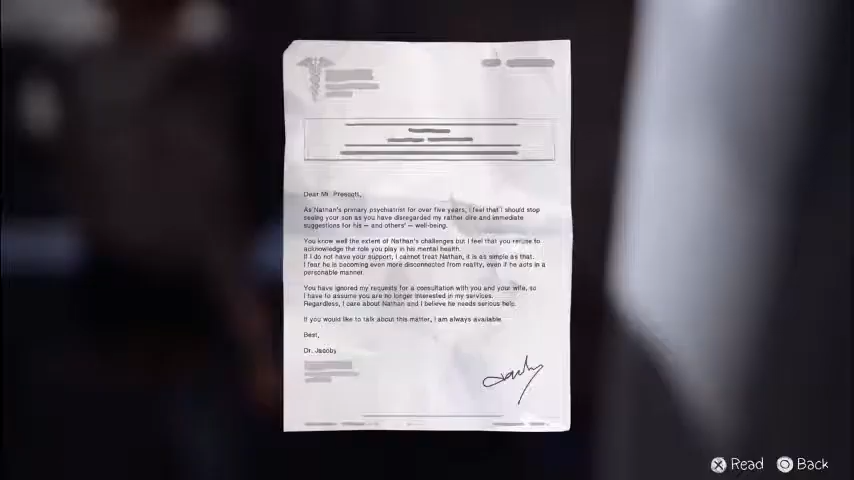 Dear Mr. Prescott,
As Nathan's primary psychiatrist for over five years, I feel that I should stop
seeing your son as you have disregarded my rather dire and immediate
suggestions for his — and others' — well-being.
You know well the extent of Nathan's challenges but I feel that you refuse to
acknowledge the role you play in his mental health.
If I do not have your support, I cannot treat Nathan, it is as simple as that.
I fear he is becoming even more disconnected from reality, even if he acts in a
personable manner.
You have ignored my requests for a consultation with you and your wife, so
I have to assume you are no longer interested in my services.
Regardless, I care about Nathan and I believe he needs serious help.
If you would like to talk about this matter, I am always available.
Best,
Dr. Jacoby
Read Back